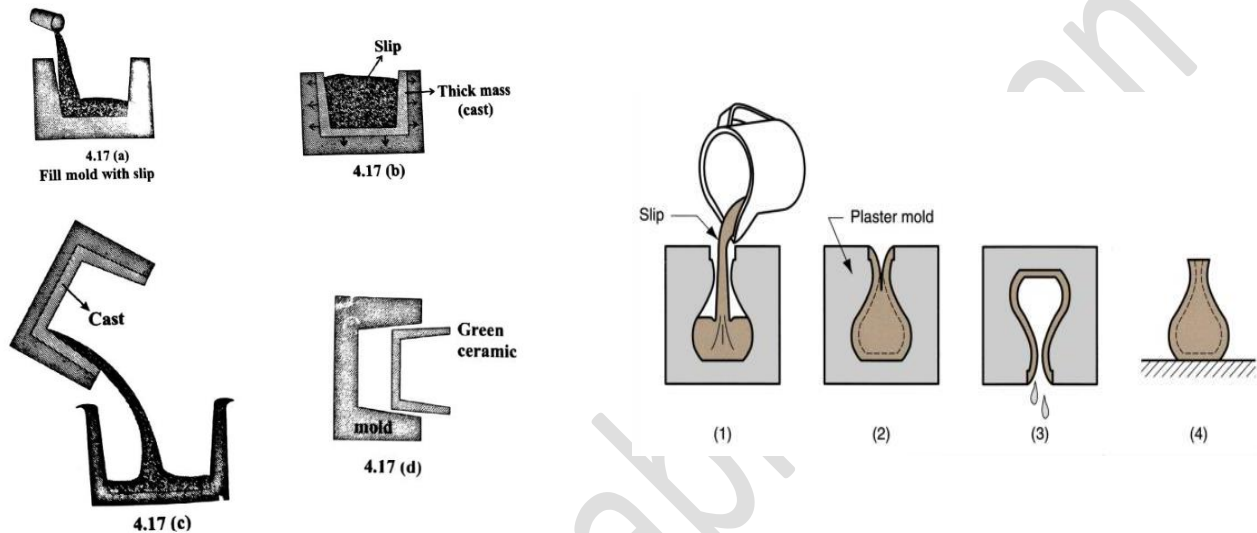 4.17 (a)
Fill mold with slip
Slip
Thick mass
(cast)
4.17 (b)
Cast
4.17 (c)
Green
ceramic
mold
4.17 (d)
Slip
Plaster mold
(1)
(2)
(3)
(4)